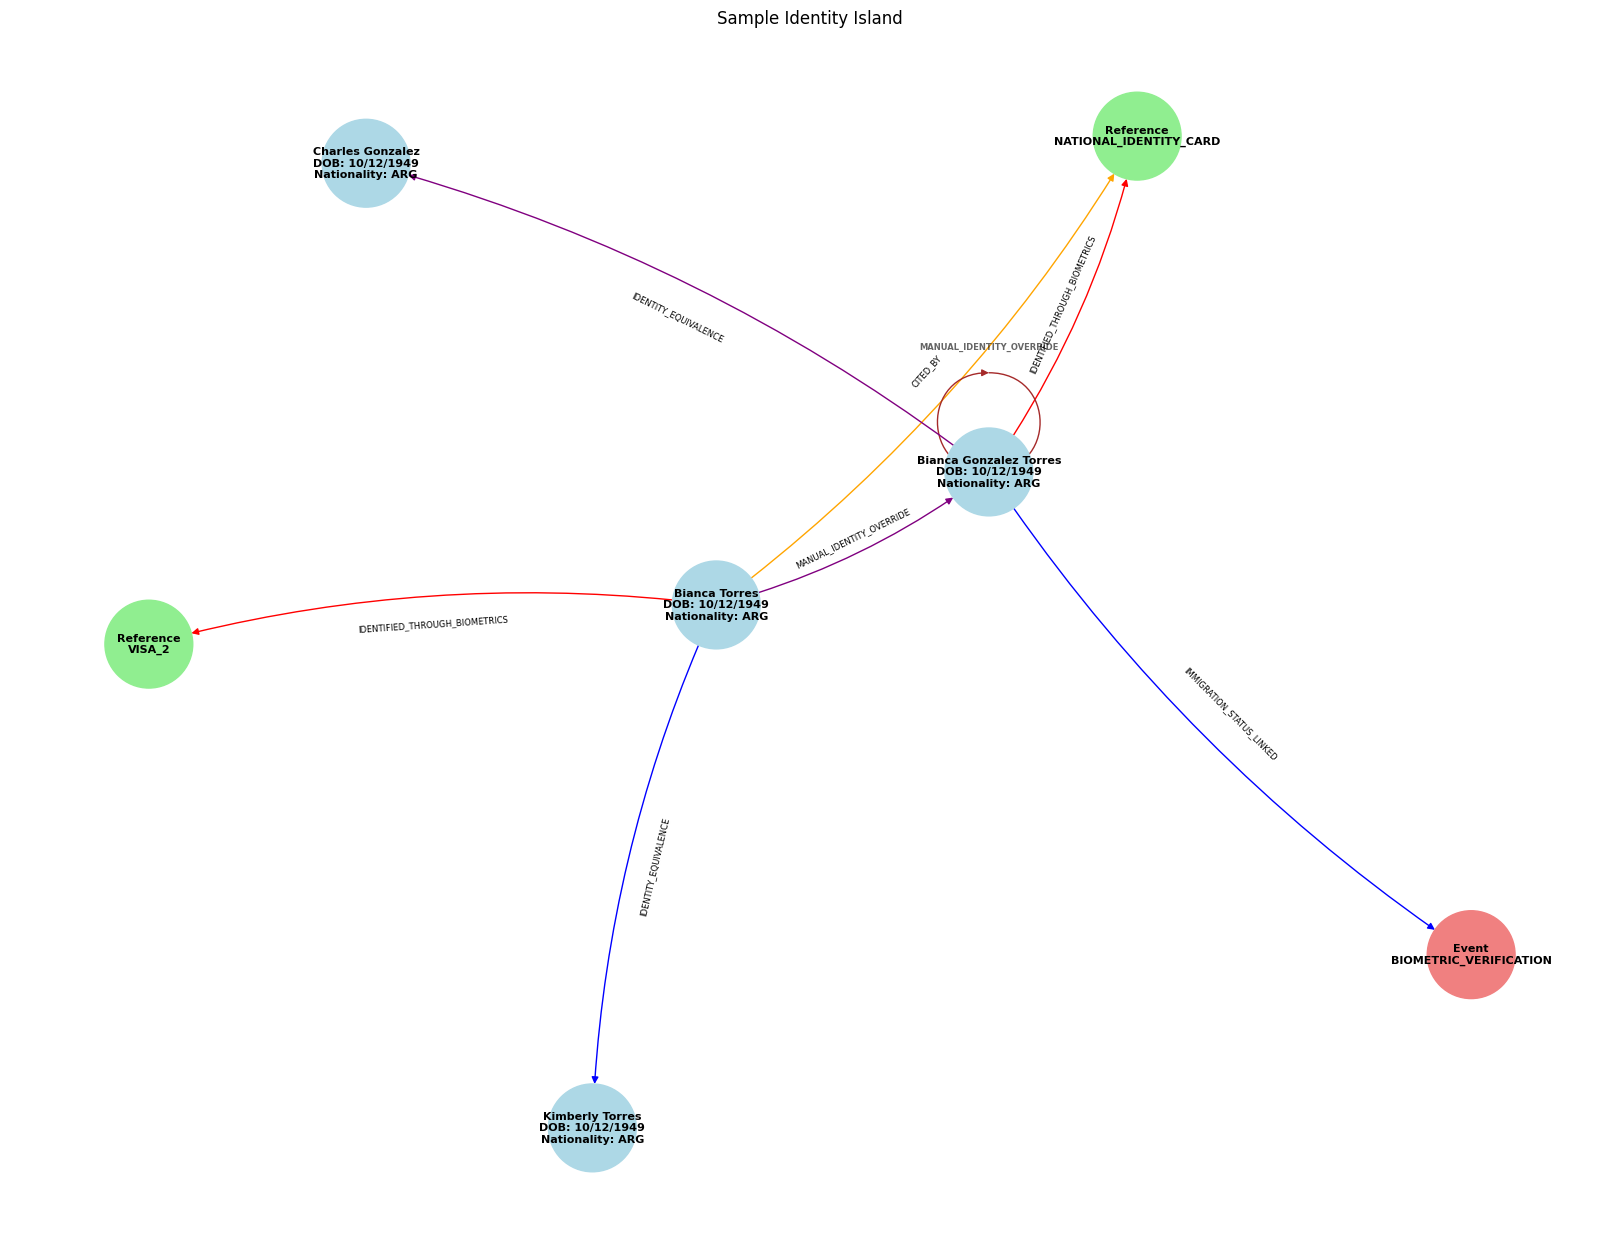 Sample Identity Island
Reference
NATIONAL_IDENTITY_CARD
Charles Gonzalez
DOB: 10/12/1949
Nationality: ARG
IDENTIFIED_THROUGH_BIOMETRICS
IDENTITY_EQUIVALENCE
MANUAL_IDENTITY_OVERRIDE
CITED_BY
Bianca Gonzalez Torres
DOB: 10/12/1949
Nationality: ARG
MANUAL_IDENTITY_OVERRIDE
Bianca Torres
DOB: 10/12/1949
Nationality: ARG
IDENTIFIED_THROUGH_BIOMETRICS
Reference
VISA_2
IMMIGRATION_STATUS_LINKED
IDENTITY_EQUIVALENCE
Event
BIOMETRIC_VERIFICATION
Kimberly Torres
DOB: 10/12/1949
Nationality: ARG